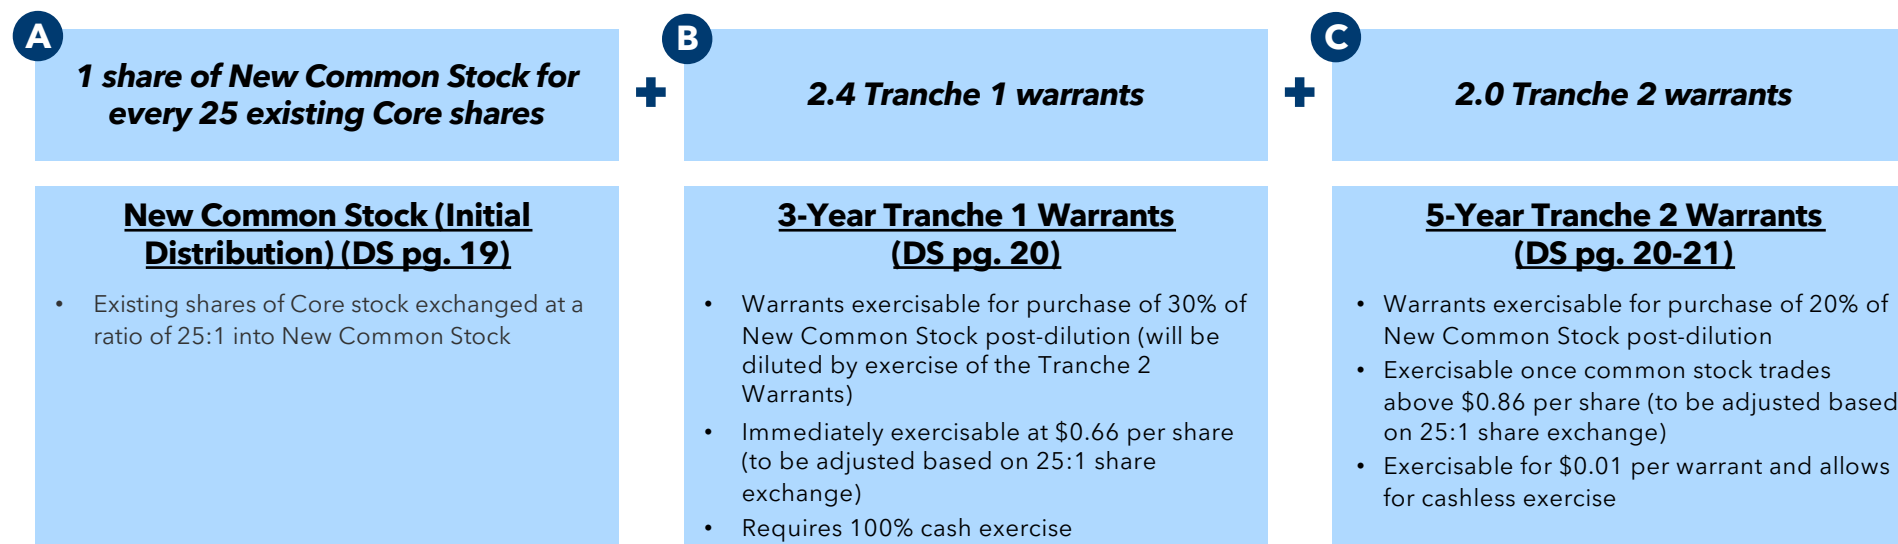 A
1 share of New Common Stock for
every 25 existing Core shares
+
B
2.4 Tranche 1 warrants
+
C
2.0 Tranche 2 warrants
New Common Stock (Initial
Distribution) (DS pg. 19)
• Existing shares of Core stock exchanged at a
ratio of 25:1 into New Common Stock
3-Year Tranche 1 Warrants
(DS pg. 20)
• Warrants exercisable for purchase of 30% of
New Common Stock post-dilution (will be
diluted by exercise of the Tranche 2
Warrants)
• Immediately exercisable at $0.66 per share
(to be adjusted based on 25:1 share
exchange)
• Requires 100% cash exercise
5-Year Tranche 2 Warrants
(DS pg. 20-21)
• Warrants exercisable for purchase of 20% of
New Common Stock post-dilution
• Exercisable once common stock trades
above $0.86 per share (to be adjusted based
on 25:1 share exchange)
• Exercisable for $0.01 per warrant and allows
for cashless exercise